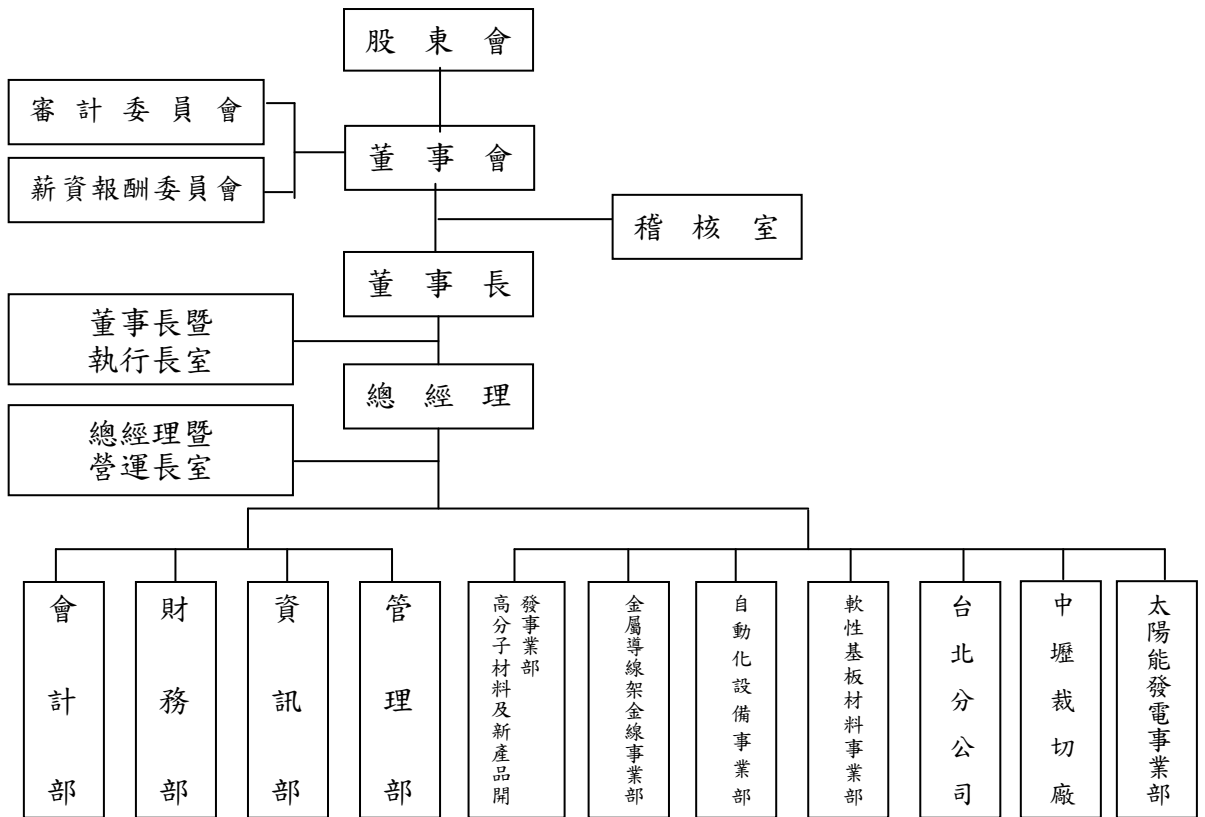 股東會
審計委員會
董事會
薪資報酬委員會
稽核室
董事長
董事長暨
執行長室
總經理
總經理暨
營運長室
會計部
財務部
資訊部
管理部
高分子材料及新產品開
發事業部
金屬導線架金線事業部
自動化設備事業部
軟性基板材料事業部
台北分公司
中壢裁切廠
太陽能發電事業部